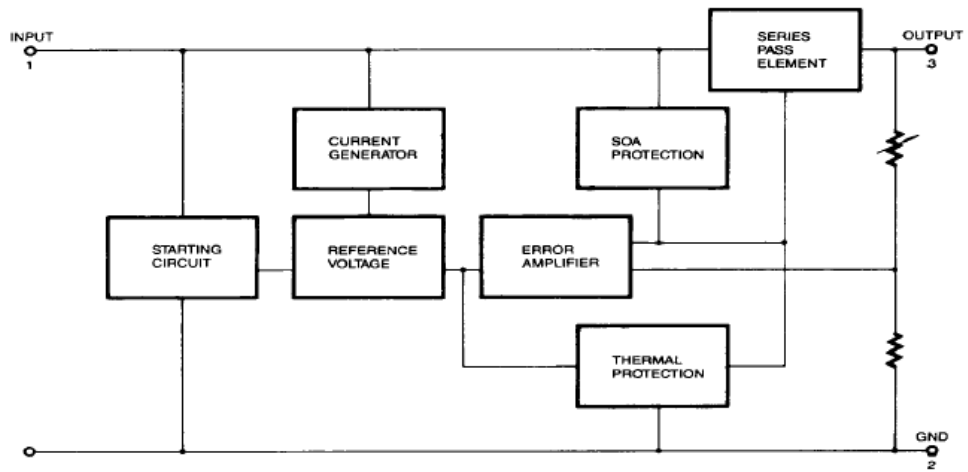 INPUT
1
SERIES
PASS
ELEMENT
OUTPUT
3
CURRENT
GENERATOR
SOA
PROTECTION
STARTING
CIRCUIT
REFERENCE
VOLTAGE
ERROR
AMPLIFIER
THERMAL
PROTECTION
GND
2